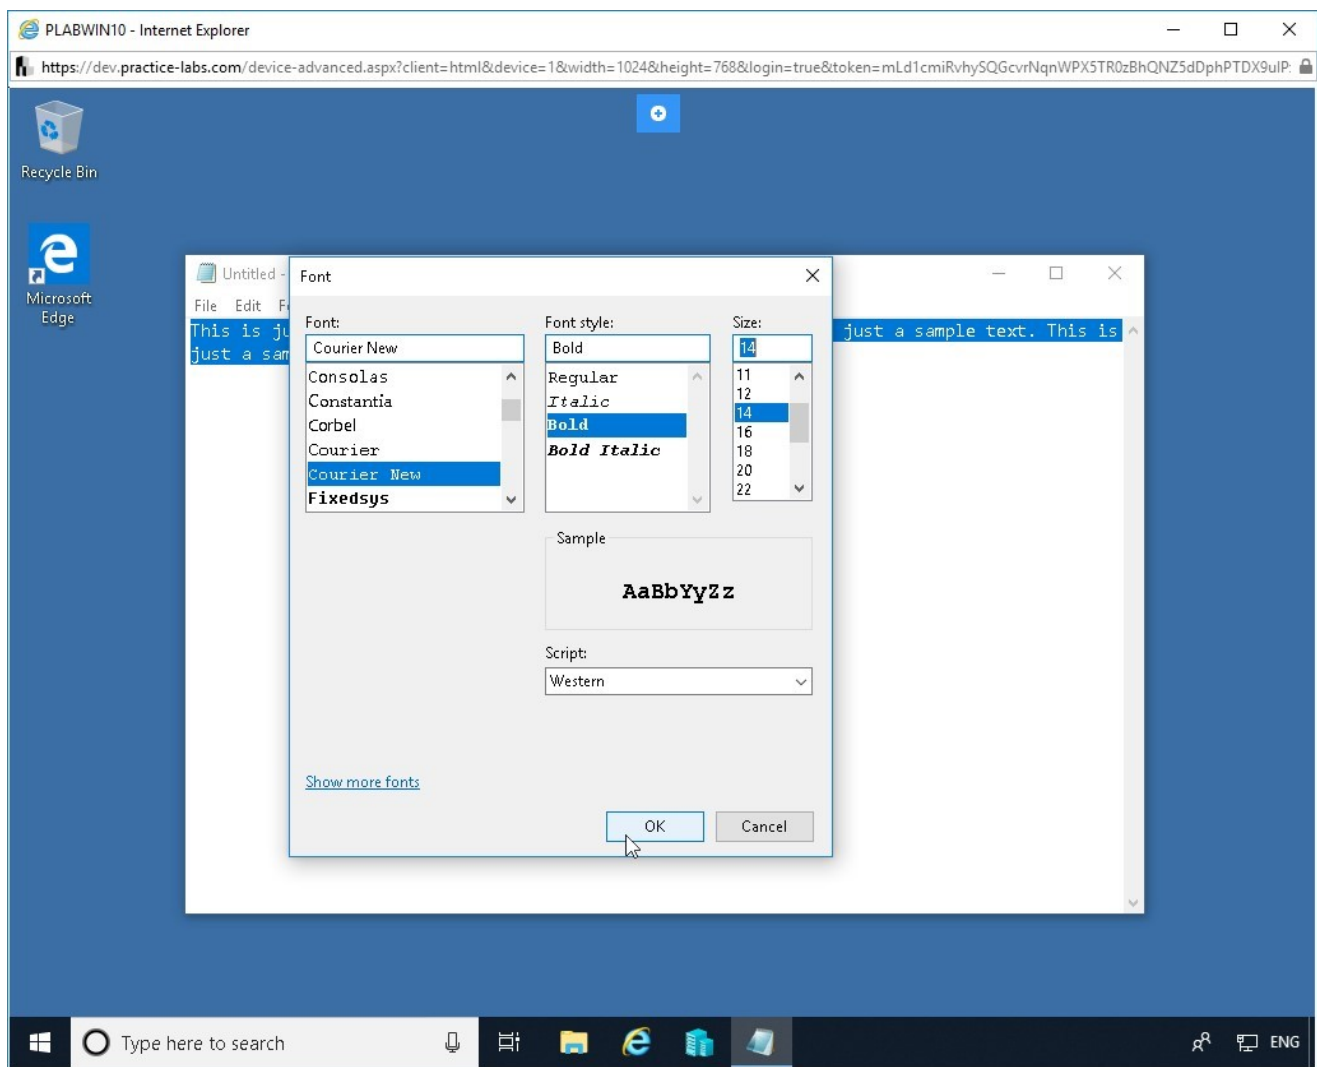 PLABWIN10 - Internet Explorer
https://dev.practice-labs.com/device-advanced.aspx?client=html&device=1&width=1024&height=768&login=true&token=mLd1cmiRvhySQGcvrNqnWPX5TR0zBhQNZ5dDphPTDX9uIP:
Recycle Bin
Microsoft
Edge
Untitled -
File Edit F
This is ju
just a sample text. This is
just a sam
Font
Font:
Courier New
Consolas
Constantia
Corbel
Courier
Courier New
Fixedsys
Font style:
Bold
Regular
Italic
Bold
Bold Italic
Size:
14
11
12
14
16
18
20
22
Sample
AaBbYyZz
Script:
Western
Show more fonts
OK Cancel
Type here to search
ENG